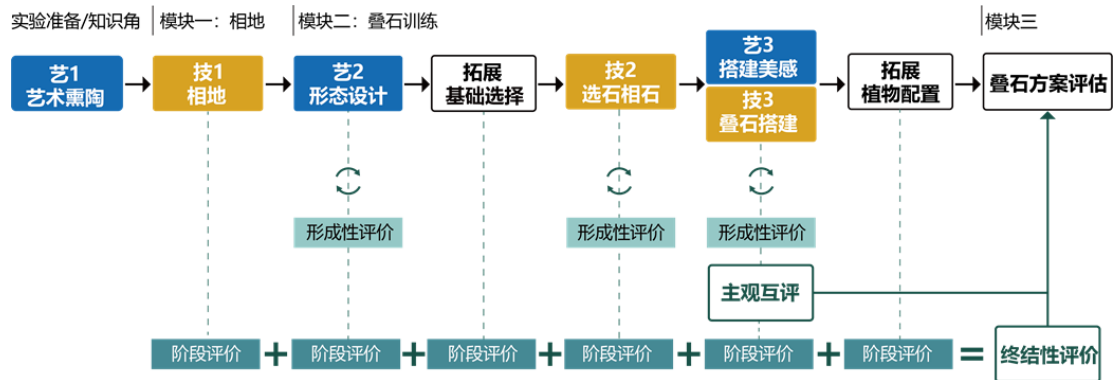 实验准备/知识角
模块一：相地
模块二：叠石训练
模块三
艺1
艺术熏陶
技1
相地
艺2
形态设计
拓展
基础选择
技2
选石相石
艺3
搭建美感
技3
叠石搭建
拓展
植物配置
叠石方案评估
形成性评价
形成性评价
形成性评价
主观互评
阶段评价
+
阶段评价
+
阶段评价
+
阶段评价
+
阶段评价
+
阶段评价
=
终结性评价